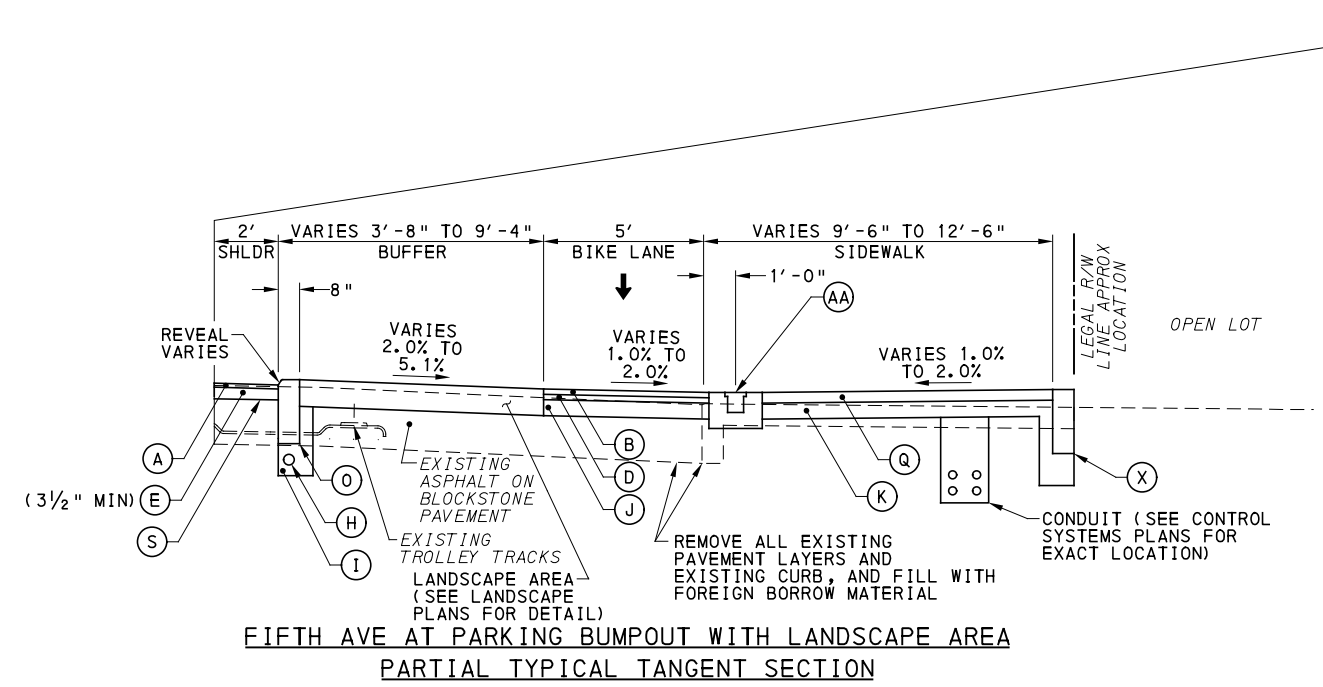 2' VARIES 3'-8" TO 9'-4" 5' VARIES 9'-6" TO 12'-6"
SHLDR BUFFER BIKE LANE SIDEWALK
8"
1'-0"
AA
LEGAL R/W
LINE APPROX
LOCATION
OPEN LOT
REVEAL
VARIES
VARIES
2.0% TO
5.1%
VARIES
1.0% TO
2.0%
VARIES 1.0%
TO 2.0%
A
(3½" MIN) E
S
O
H
I
EXISTING
ASPHALT ON
BLOCKSTONE
PAVEMENT
EXISTING
TROLLEY TRACKS
LANDSCAPE AREA
(SEE LANDSCAPE
PLANS FOR DETAIL)
B
D
J
Q
K
X
REMOVE ALL EXISTING
PAVEMENT LAYERS AND
EXISTING CURB, AND FILL WITH
FOREIGN BORROW MATERIAL
CONDUIT (SEE CONTROL
SYSTEMS PLANS FOR
EXACT LOCATION)
FIFTH AVE AT PARKING BUMPOUT WITH LANDSCAPE AREA
PARTIAL TYPICAL TANGENT SECTION